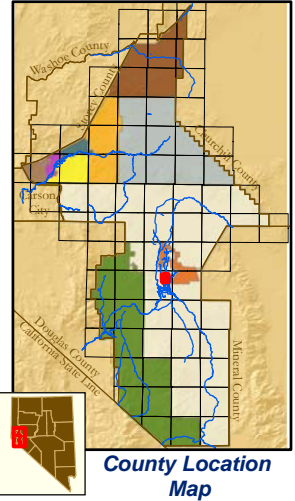 Washoe County
Storey County
Churchill County
Carson
City
Douglas County
California State Line
Mineral County
County Location
Map